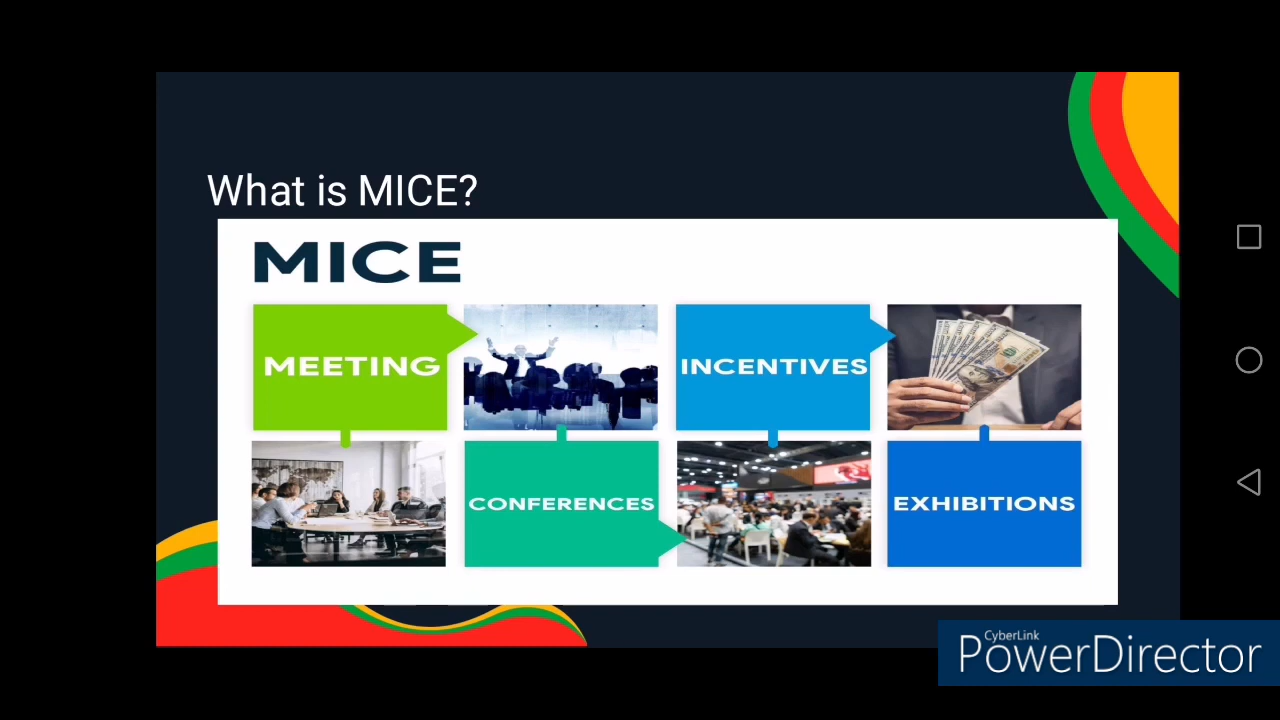 What is MICE?
MICE
MEETING
INCENTIVES
CONFERENCES
EXHIBITIONS
CyberLink
PowerDirector